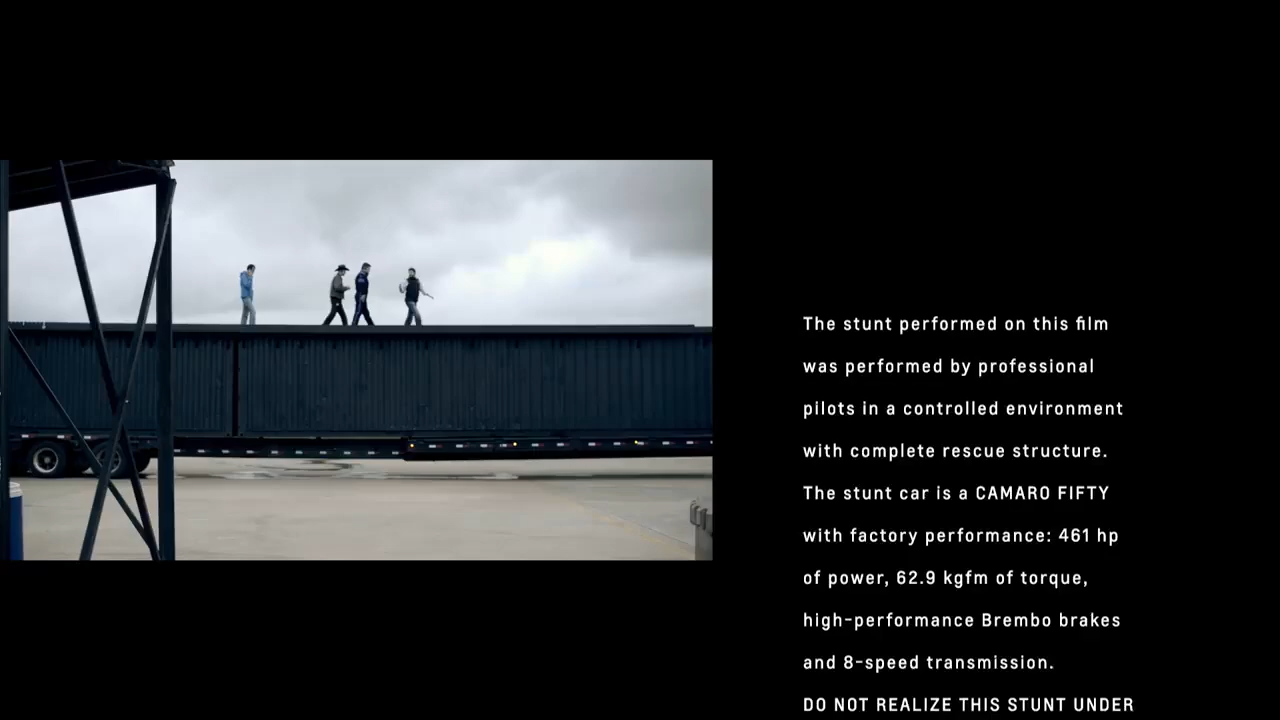 The stunt performed on this film
was performed by professional
pilots in a controlled environment
with complete rescue structure.
The stunt car is a CAMARO FIFTY
with factory performance: 461 hp
of power, 62.9 kgfm of torque,
high-performance Brembo brakes
and 8-speed transmission.
DO NOT REALIZE THIS STUNT UNDER